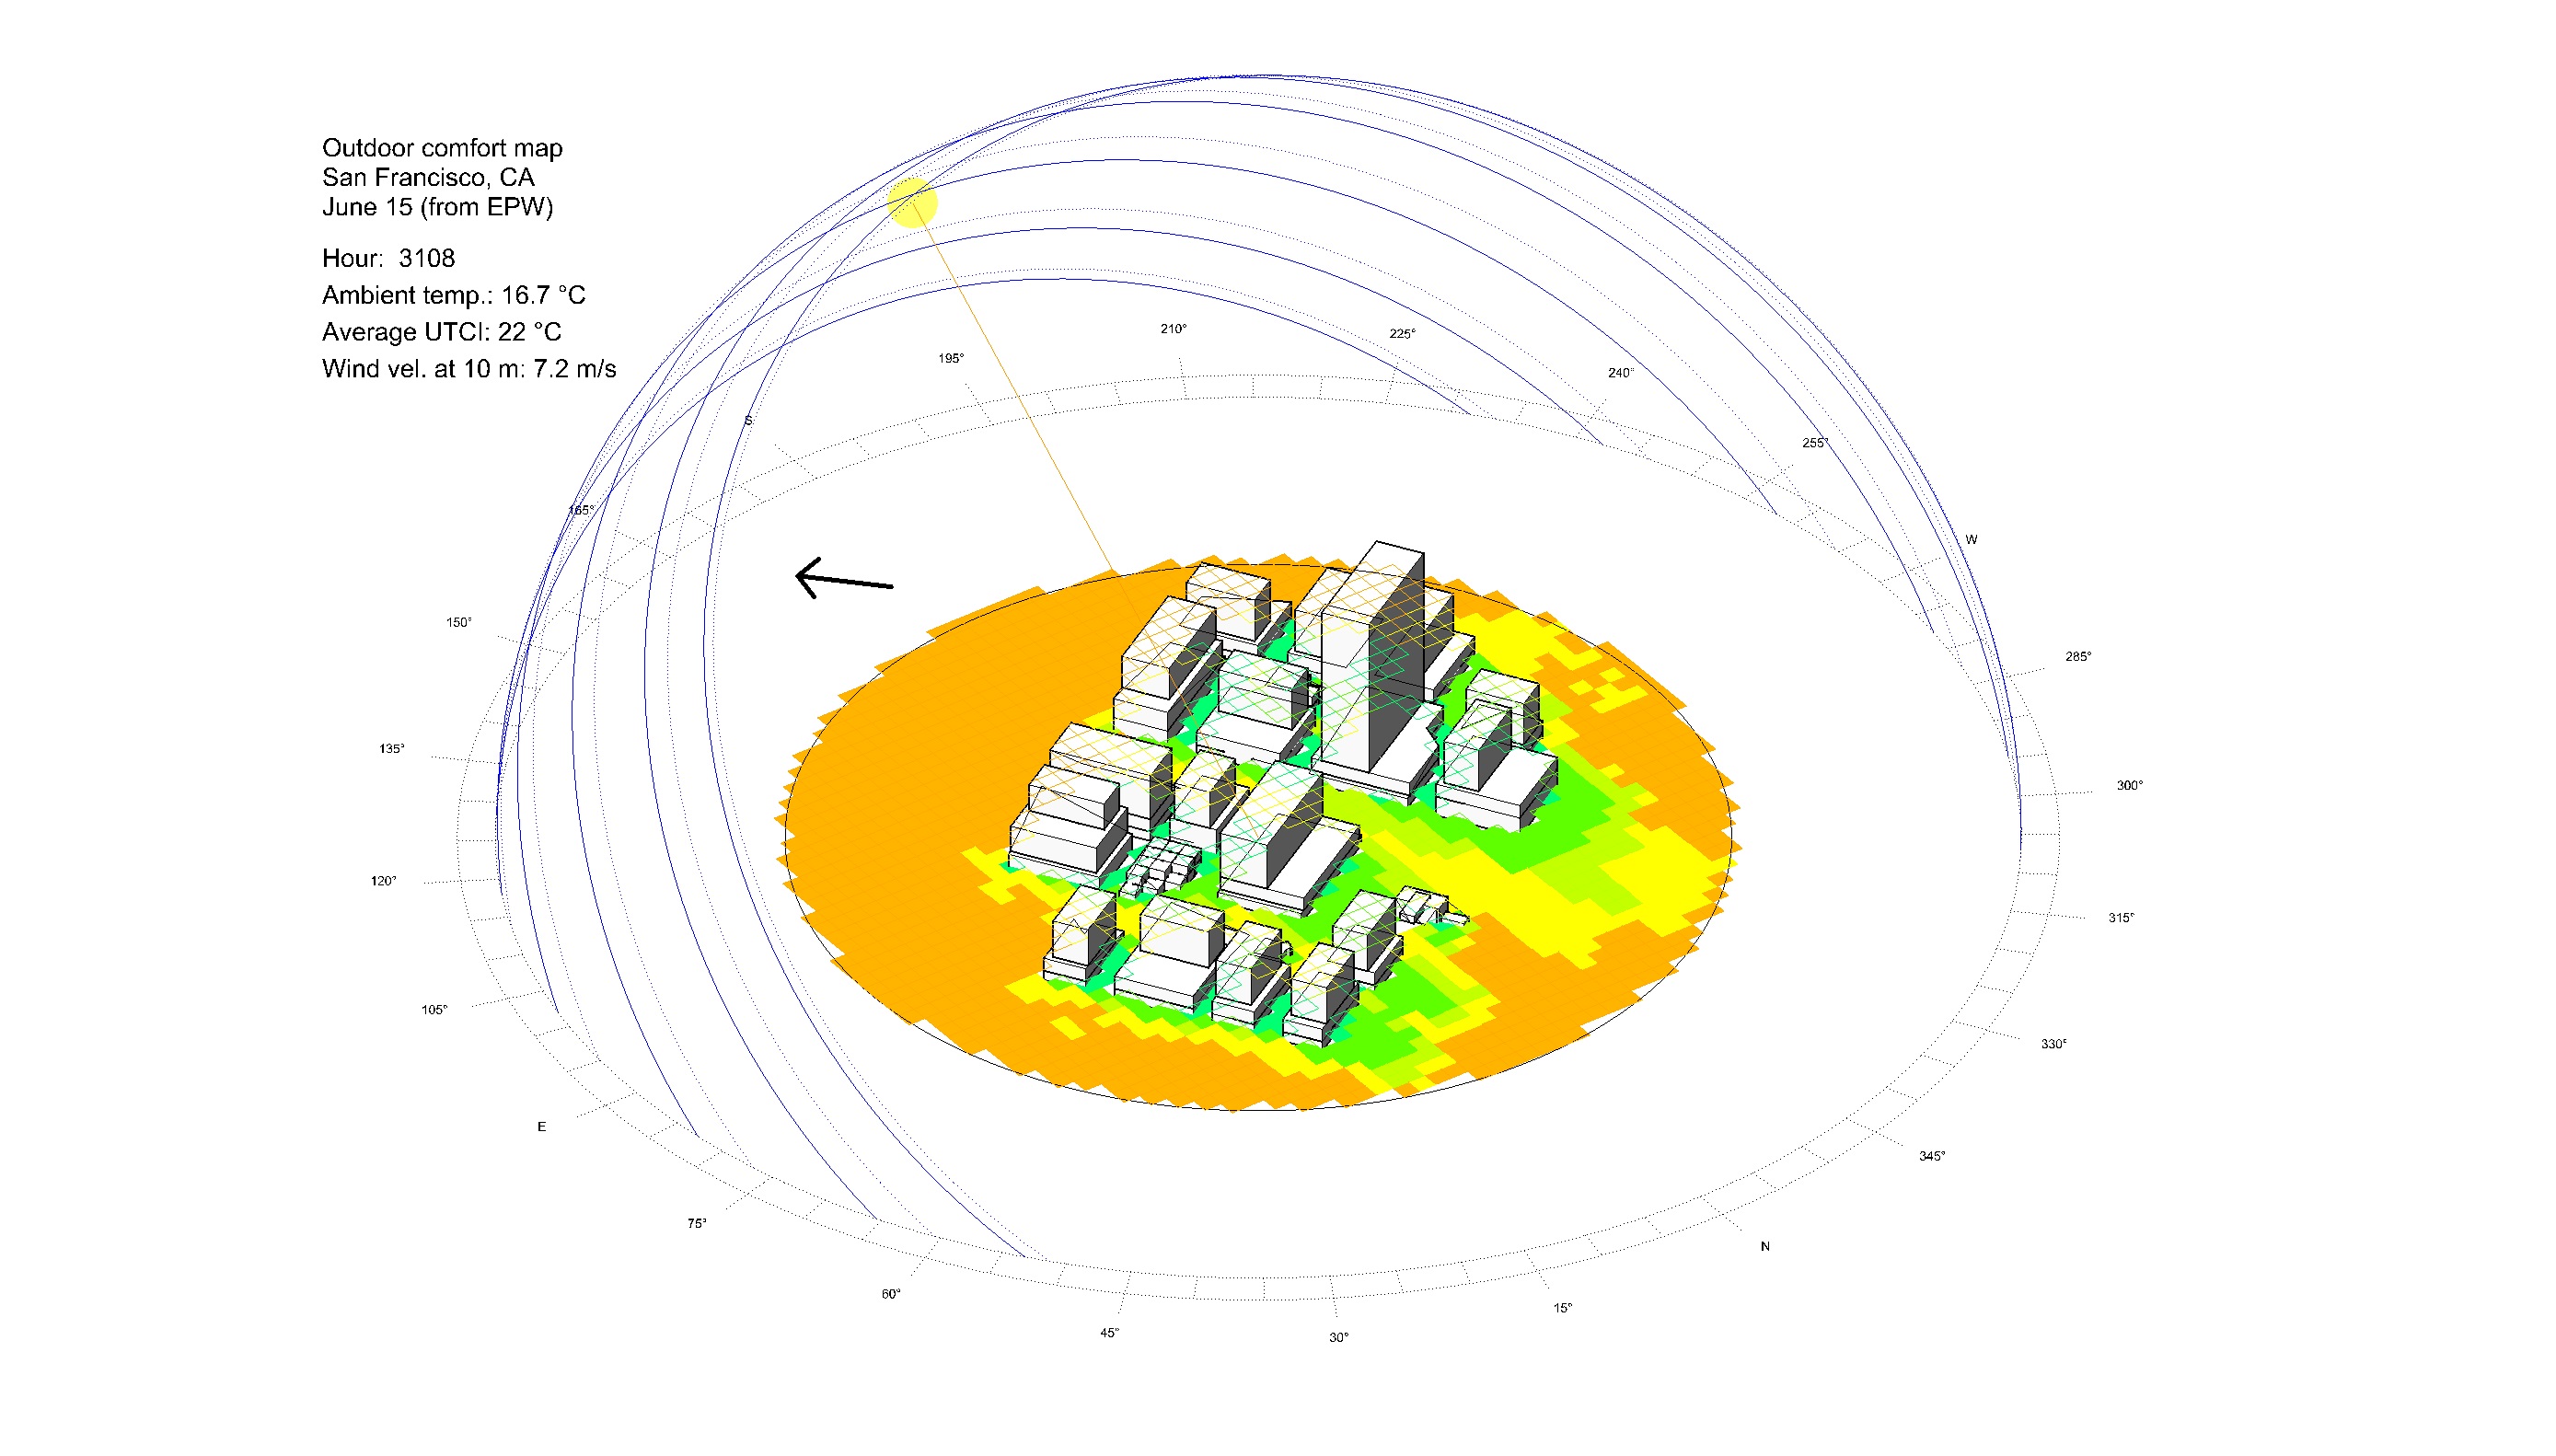 Outdoor comfort map
San Francisco, CA
June 15 (from EPW)
Hour: 3108
Ambient temp.: 16.7 °C
Average UTCI: 22 °C
Wind vel. at 10 m: 7.2 m/s
210°
225°
195°
240°
S
255°
165°
W
150°
285°
135°
300°
120°
315°
105°
330°
E
345°
75°
N
60°
15°
45°
30°